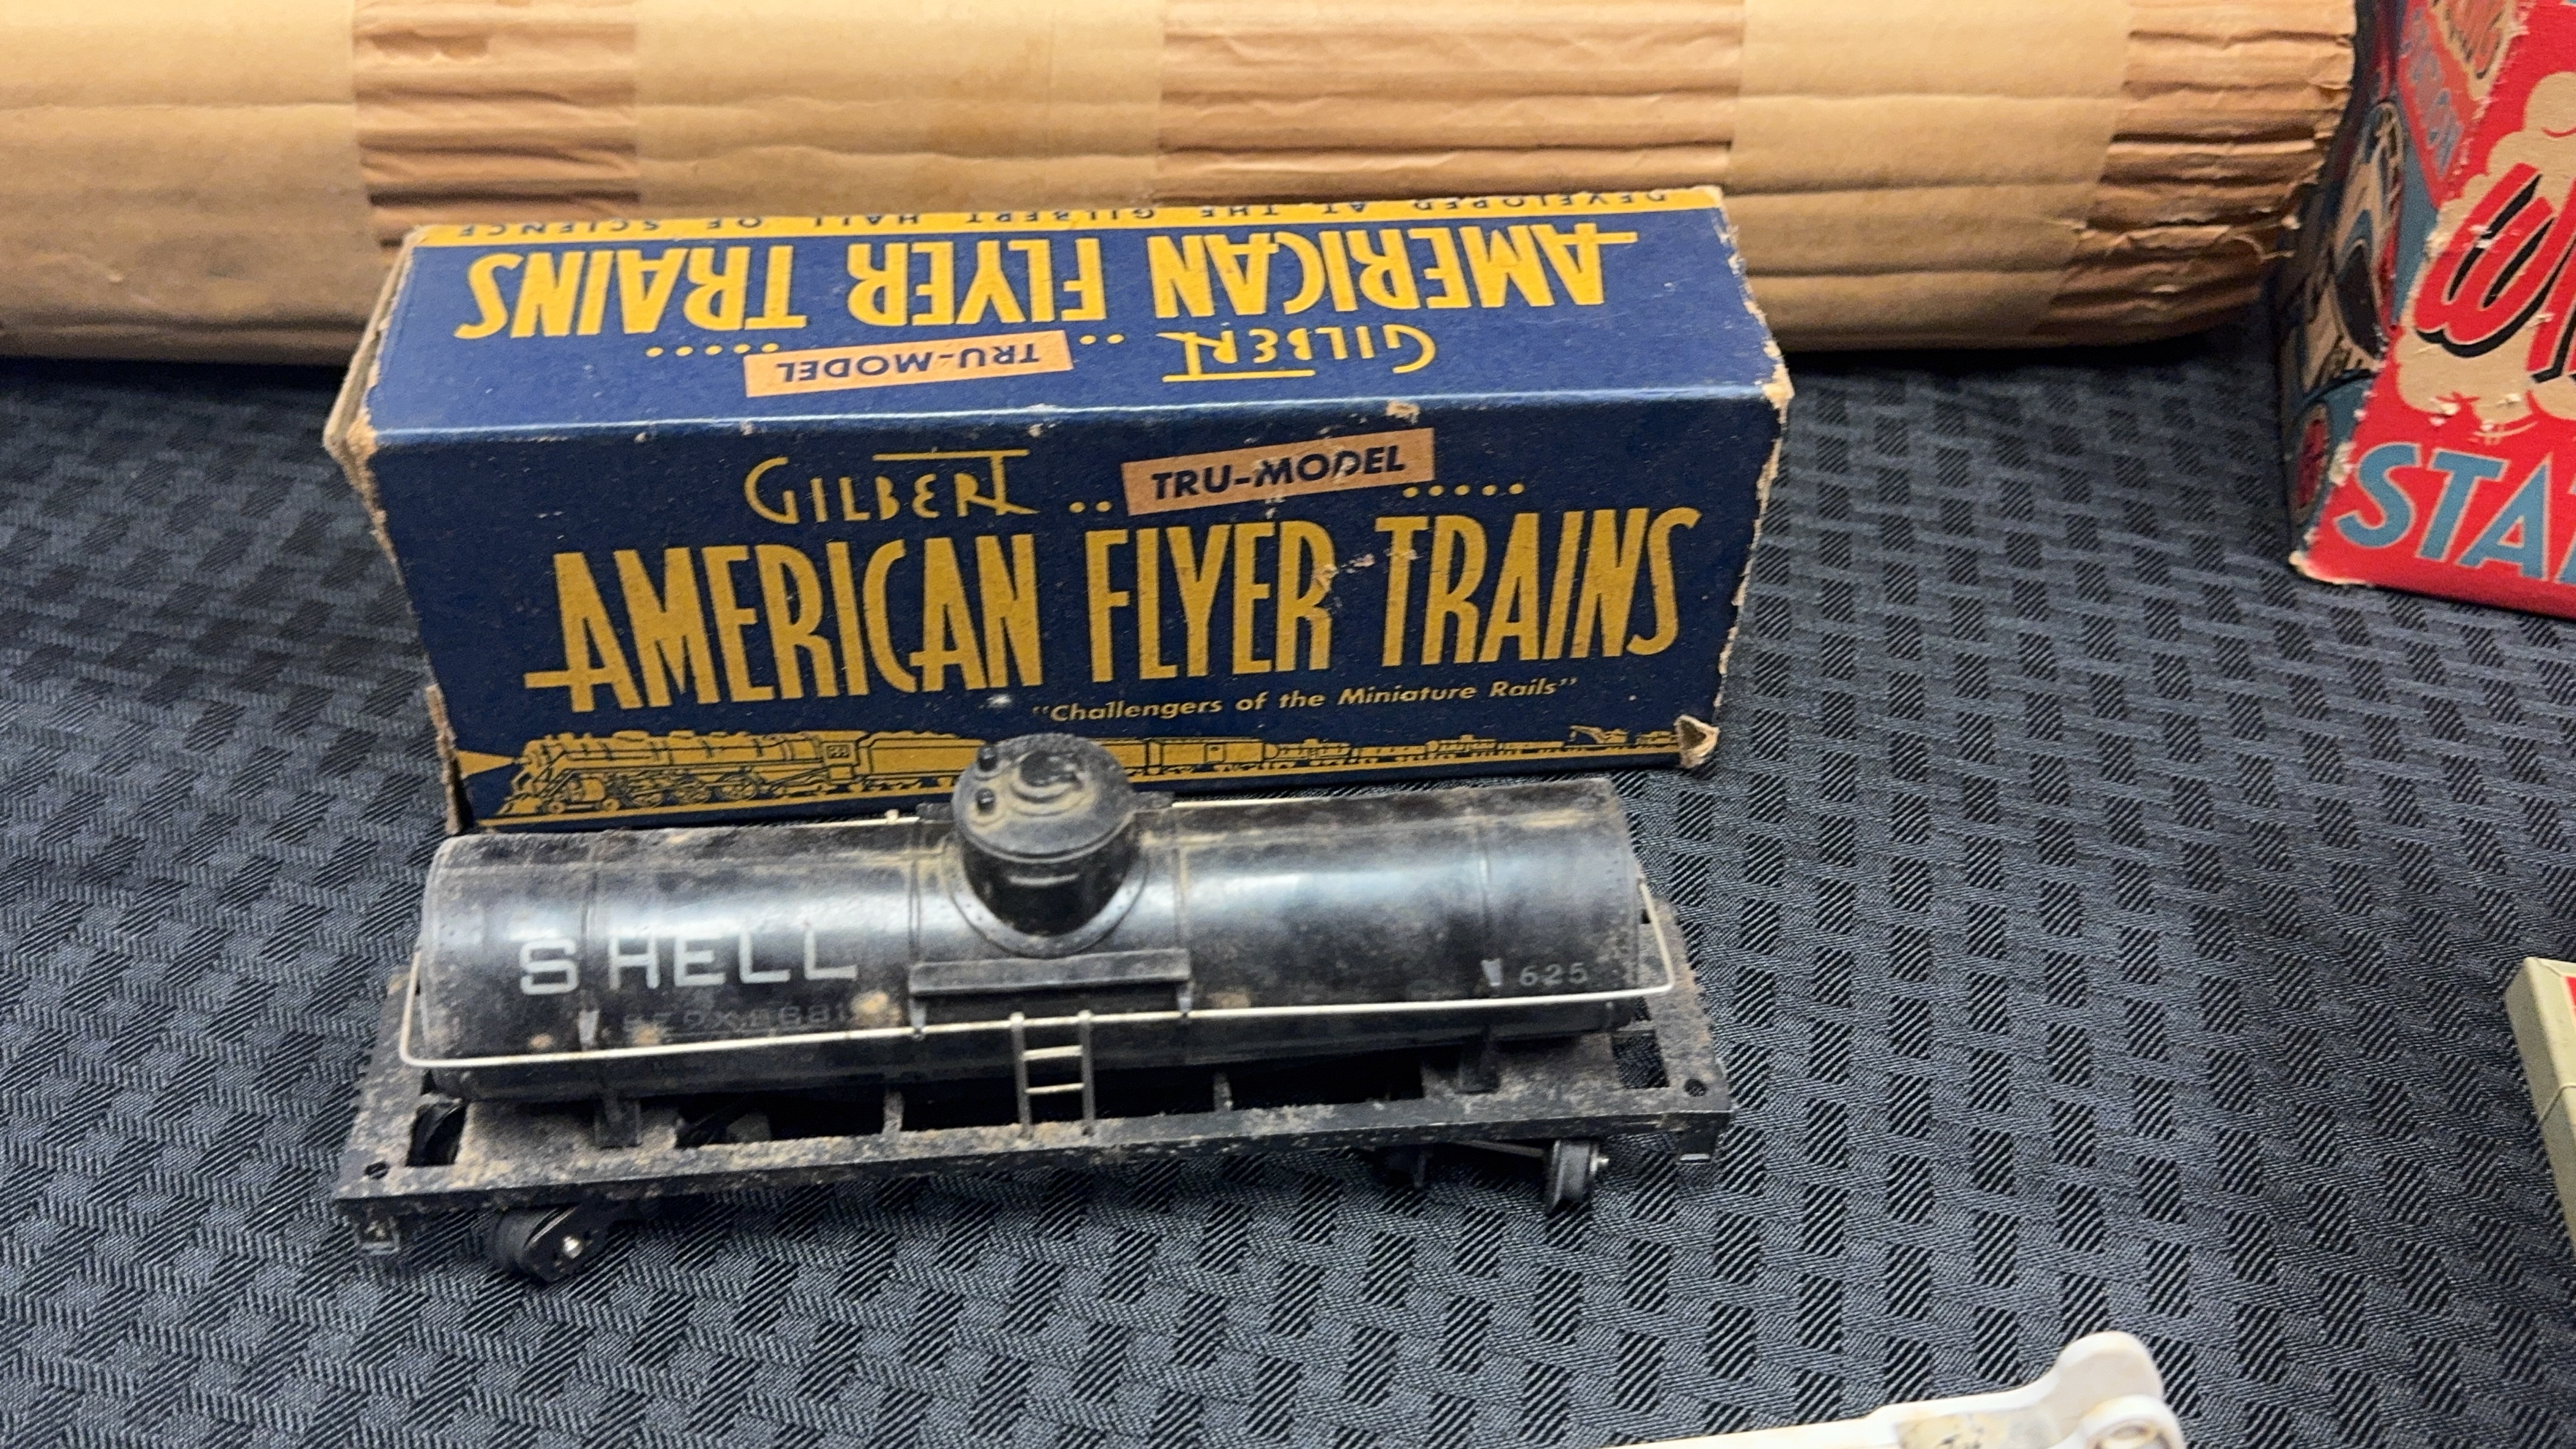 DEVELOPED AT THE GILBERT HALL OF SCIENCE
AMERICAN FLYER TRAINS
GILBERT
TRU-MODEL
GILBERT
TRU-MODEL
AMERICAN FLYER TRAINS
"Challengers of the Miniature Rails"
SHELL
625